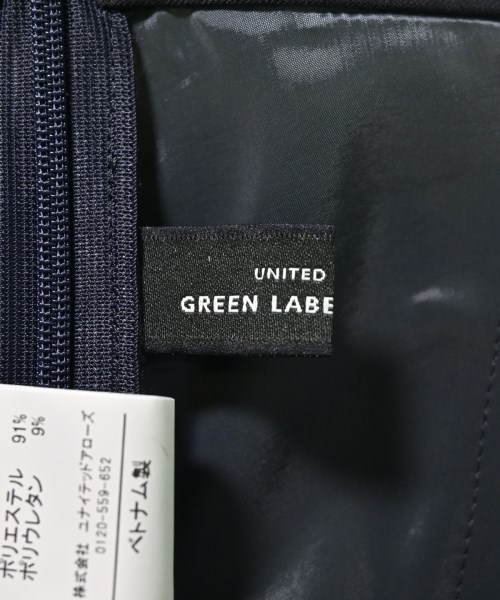 UNITED
GREEN LABE
ポリエステル 91%
ポリウレタン 9%
株式会社 ユナイテッドアローズ
0120-559-652
ベトナム製